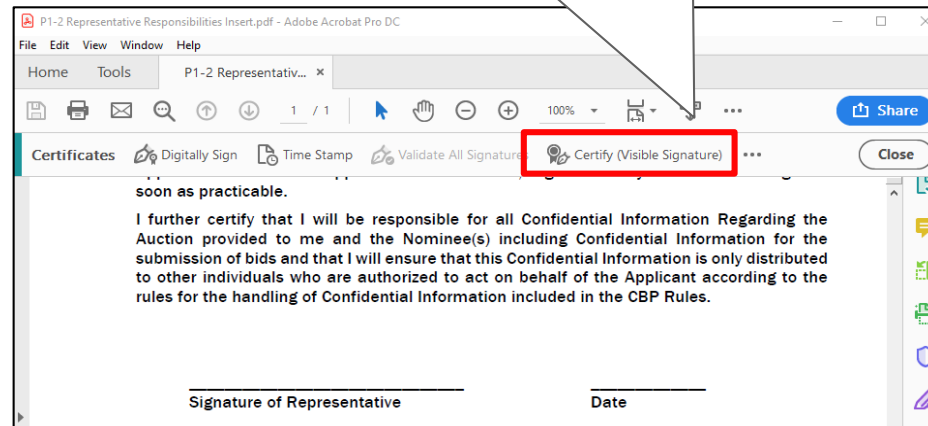 P1-2 Representative Responsibilities Insert.pdf - Adobe Acrobat Pro DC
File Edit View Window Help
Home Tools P1-2 Representativ... ×
1 / 1 100% Share
Certificates Digitally Sign Time Stamp Validate All Signatures Certify (Visible Signature) ... Close
soon as practicable.
I further certify that I will be responsible for all Confidential Information Regarding the
Auction provided to me and the Nominee(s) including Confidential Information for the
submission of bids and that I will ensure that this Confidential Information is only distributed
to other individuals who are authorized to act on behalf of the Applicant according to the
rules for the handling of Confidential Information included in the CBP Rules.
Signature of Representative Date